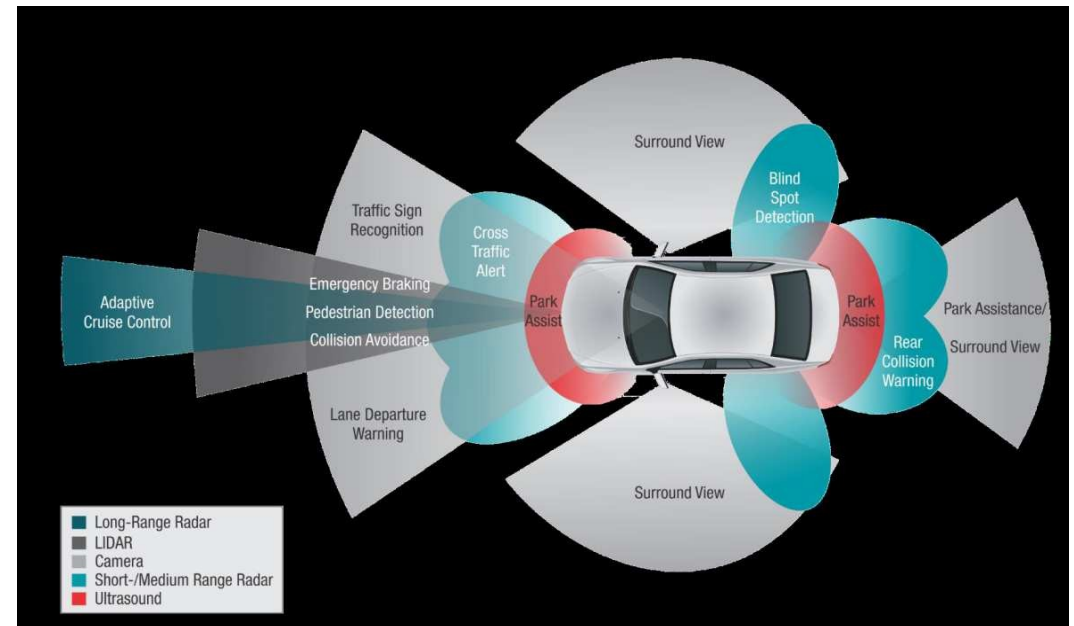 Surround View
Blind
Spot
Detection
Traffic Sign
Recognition
Cross
Traffic
Alert
Emergency Braking
Adaptive
Cruise Control
Pedestrian Detection
Collision Avoidance
Park
Assist
Park
Assist
Park Assistance/
Surround View
Rear
Collision
Warning
Lane Departure
Warning
Surround View
Long-Range Radar
LIDAR
Camera
Short-/Medium Range Radar
Ultrasound